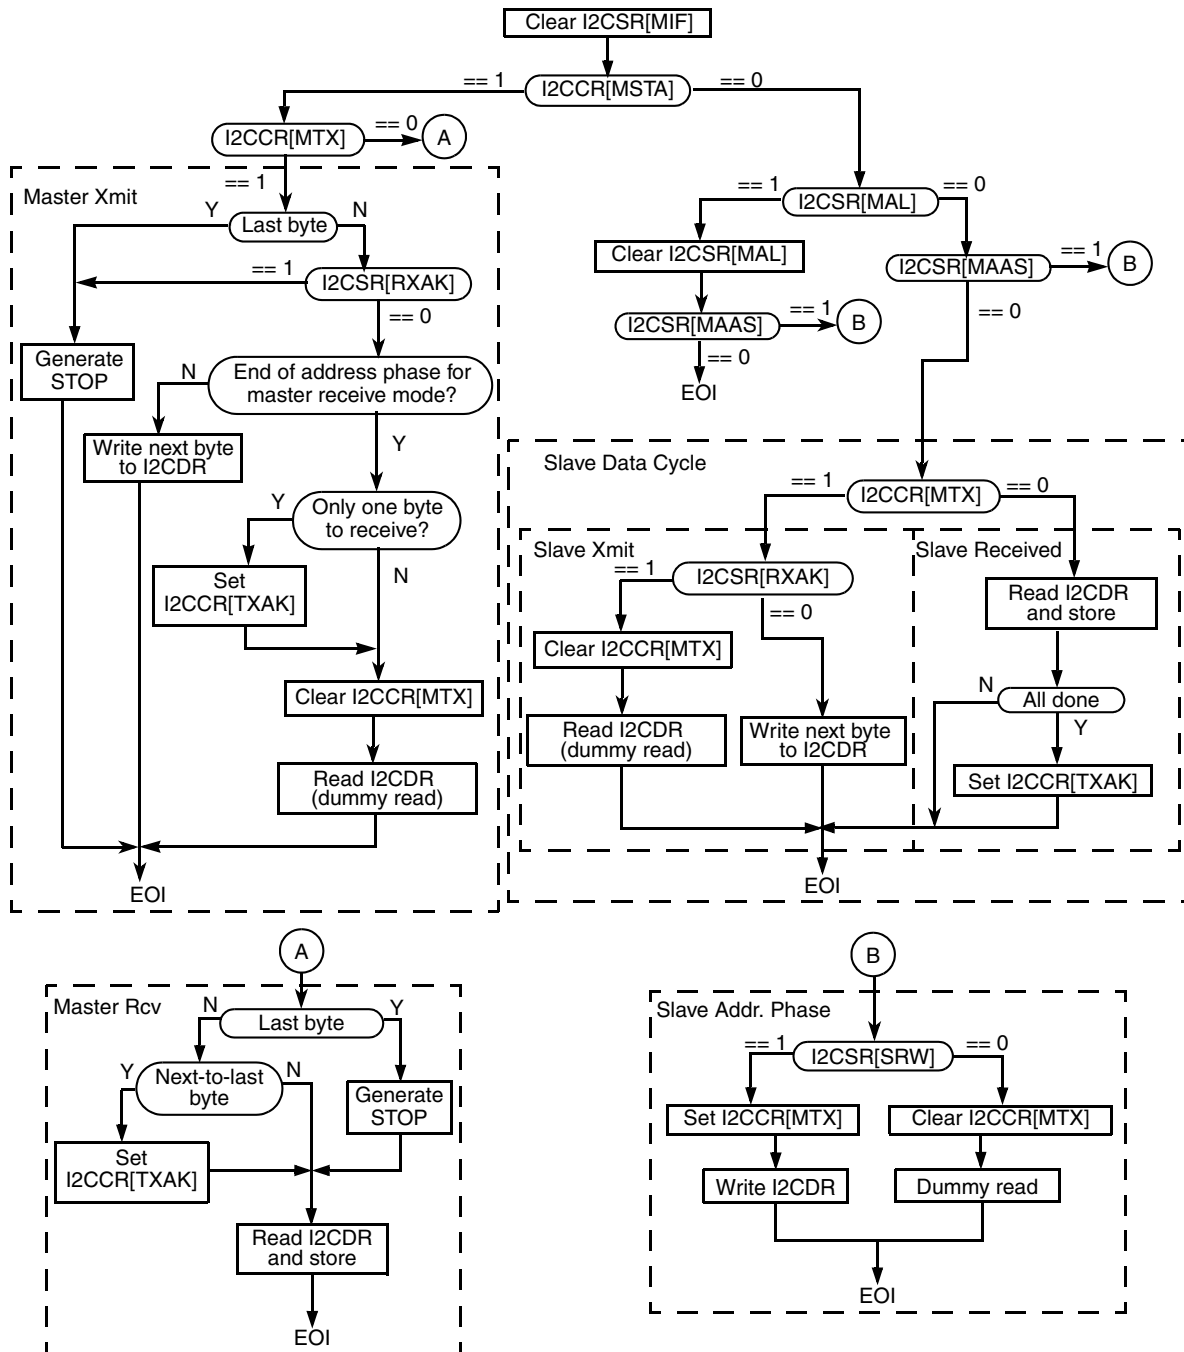 Clear I2CSR[MIF]
== 1
I2CCR[MSTA]
== 0
I2CCR[MTX]
== 0
A
== 1
Master Xmit
Y
Last byte
N
== 1
I2CSR[RXAK]
== 0
Generate
STOP
N
End of address phase for
master receive mode?
Write next byte
to I2CDR
Y
Y
Only one byte
to receive?
Set
I2CCR[TXAK]
N
Clear I2CCR[MTX]
Read I2CDR
(dummy read)
EOI
== 1
I2CSR[MAL]
== 0
Clear I2CSR[MAL]
I2CSR[MAAS]
== 1
B
I2CSR[MAAS]
== 1
B
== 0
EOI
== 0
Slave Data Cycle
== 1
I2CCR[MTX]
== 0
Slave Xmit
== 1
I2CSR[RXAK]
== 0
Clear I2CCR[MTX]
Read I2CDR
(dummy read)
Write next byte
to I2CDR
Slave Received
Read I2CDR
and store
N
All done
Y
Set I2CCR[TXAK]
EOI
A
Master Rcv
N
Last byte
Y
Y
Next-to-last
byte
N
Generate
STOP
Set
I2CCR[TXAK]
Read I2CDR
and store
EOI
B
Slave Addr. Phase
== 1
I2CSR[SRW]
== 0
Set I2CCR[MTX]
Clear I2CCR[MTX]
Write I2CDR
Dummy read
EOI